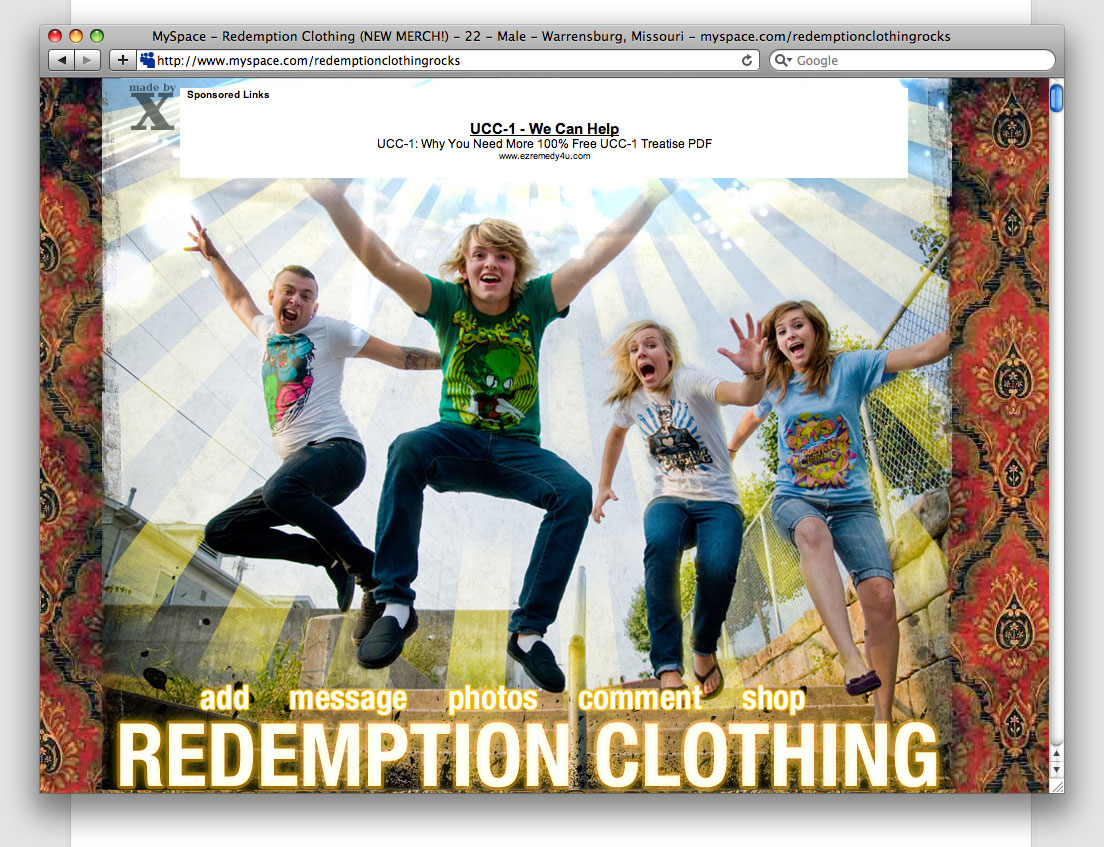 MySpace – Redemption Clothing (NEW MERCH!) – 22 – Male – Warrensburg, Missouri – myspace.com/redemptionclothingrocks
http://www.myspace.com/redemptionclothingrocks
Google
made by
X
Sponsored Links
UCC-1 - We Can Help
UCC-1: Why You Need More 100% Free UCC-1 Treatise PDF
www.ezremedy4u.com
add message photos comment shop
REDEMPTION CLOTHING